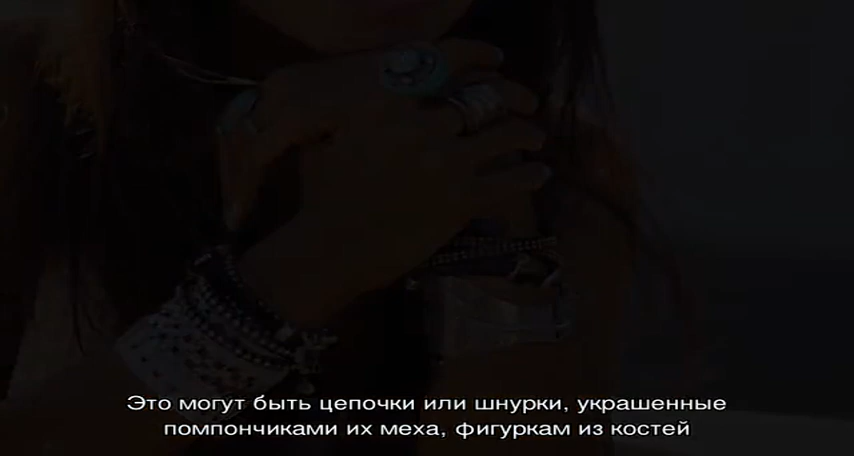 Это могут быть цепочки или шнурки, украшенные
помпончиками их меха, фигуркам из костей